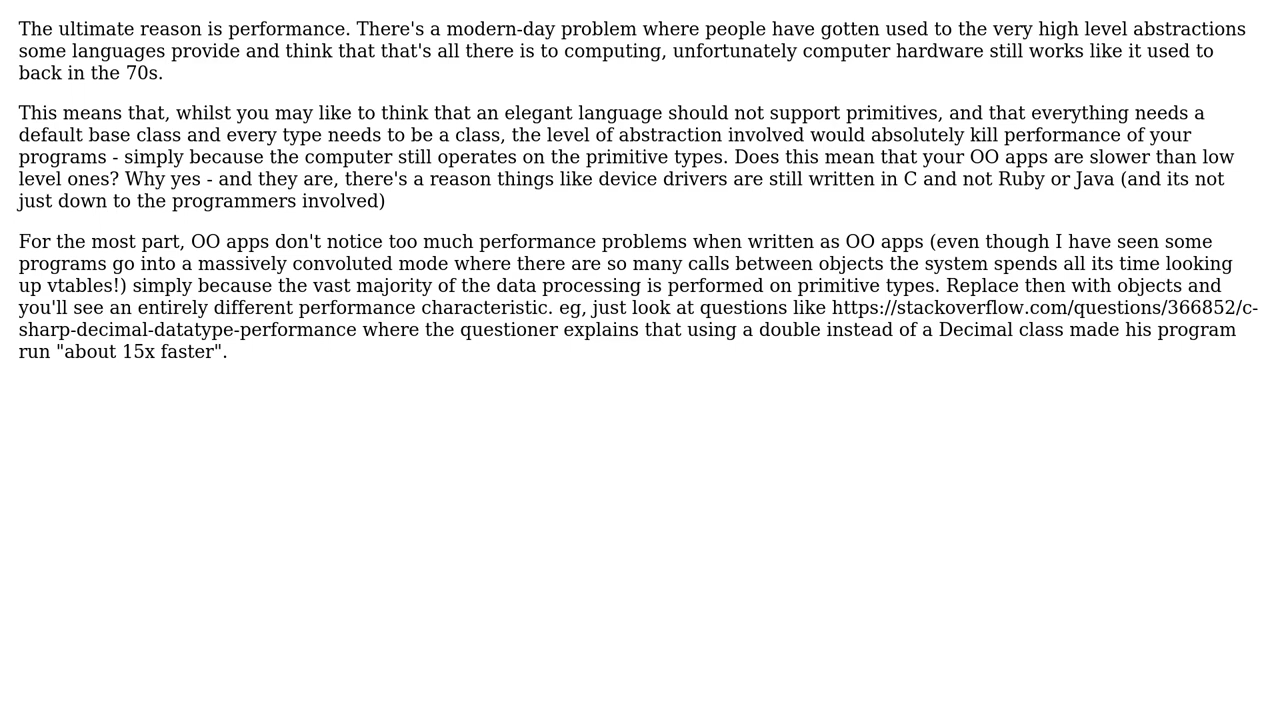 The ultimate reason is performance. There's a modern-day problem where people have gotten used to the very high level abstractions
some languages provide and think that that's all there is to computing, unfortunately computer hardware still works like it used to
back in the 70s.
This means that, whilst you may like to think that an elegant language should not support primitives, and that everything needs a
default base class and every type needs to be a class, the level of abstraction involved would absolutely kill performance of your
programs - simply because the computer still operates on the primitive types. Does this mean that your OO apps are slower than low
level ones? Why yes - and they are, there's a reason things like device drivers are still written in C and not Ruby or Java (and its not
just down to the programmers involved)
For the most part, OO apps don't notice too much performance problems when written as OO apps (even though I have seen some
programs go into a massively convoluted mode where there are so many calls between objects the system spends all its time looking
up vtables!) simply because the vast majority of the data processing is performed on primitive types. Replace then with objects and
you'll see an entirely different performance characteristic. eg, just look at questions like https://stackoverflow.com/questions/366852/c-
sharp-decimal-datatype-performance where the questioner explains that using a double instead of a Decimal class made his program
run "about 15x faster".